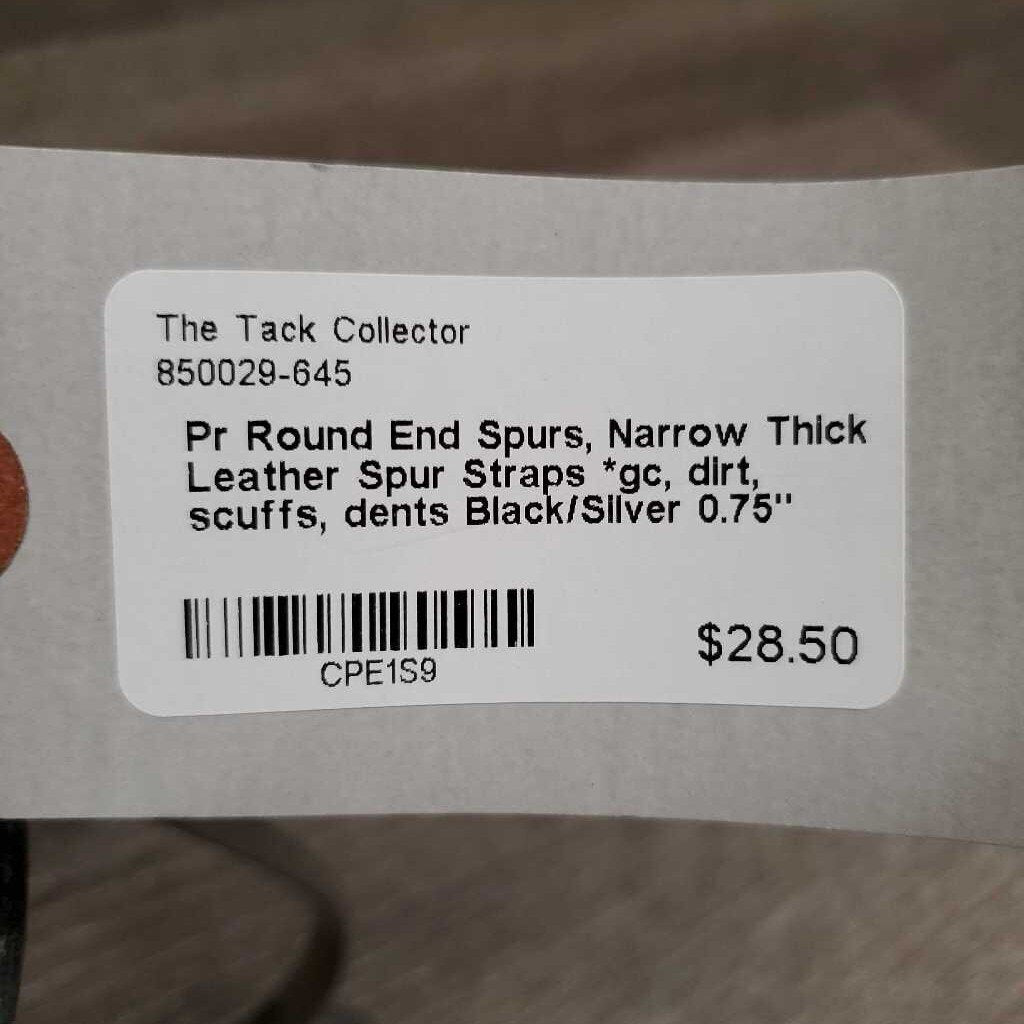 The Tack Collector
850029-645
Pr Round End Spurs, Narrow Thick
Leather Spur Straps *gc, dirt,
scuffs, dents Black/Silver 0.75"
CPE1S9
$28.50